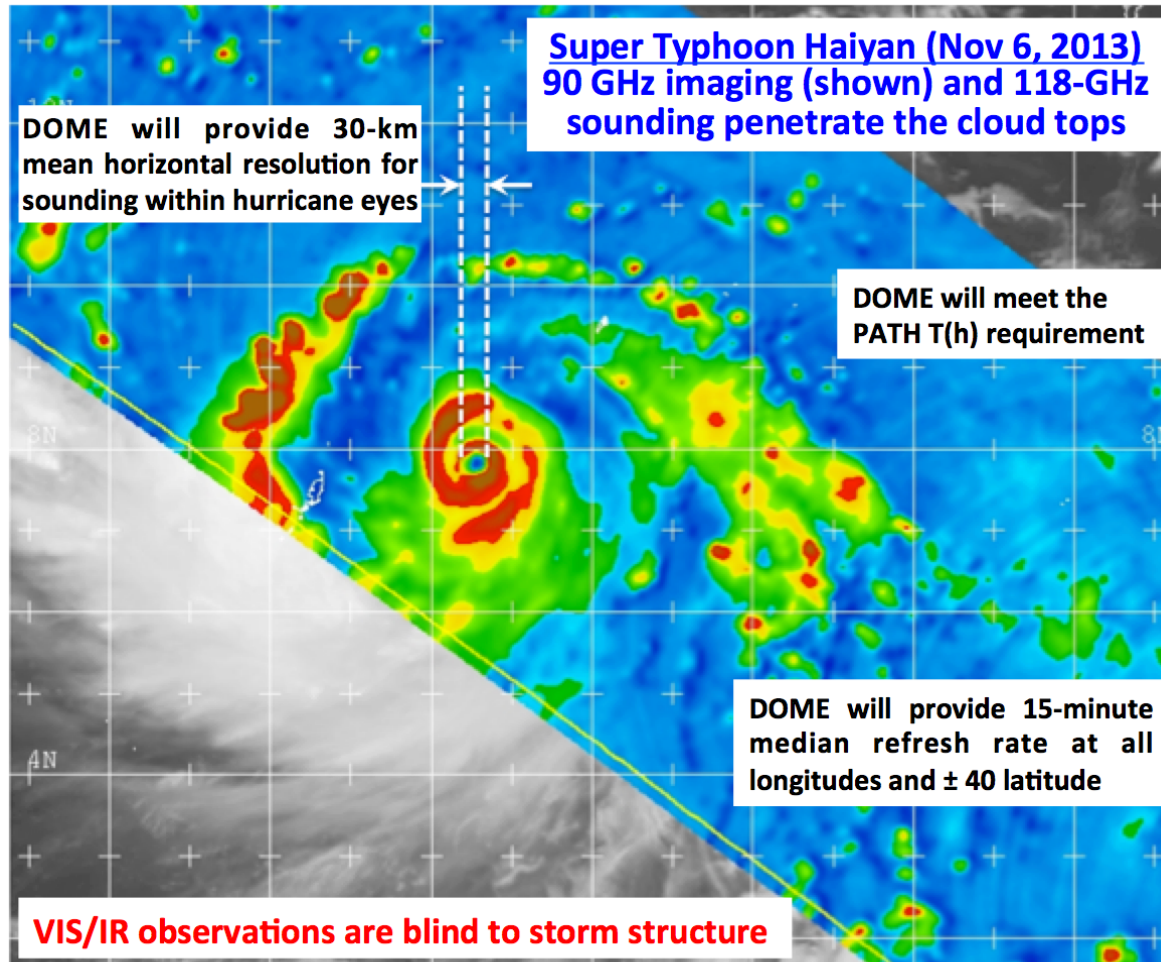 Super Typhoon Haiyan (Nov 6, 2013)
90 GHz imaging (shown) and 118-GHz
sounding penetrate the cloud tops
DOME will provide 30-km
mean horizontal resolution for
sounding within hurricane eyes
DOME will meet the
PATH T(h) requirement
8N
8N
DOME will provide 15-minute
median refresh rate at all
longitudes and ± 40 latitude
4N
VIS/IR observations are blind to storm structure